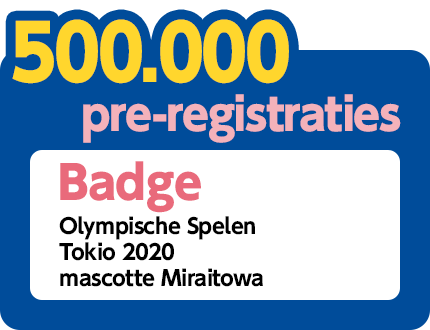 500.000
pre-registraties
Badge
Olympische Spelen
Tokio 2020
mascotte Miraitowa